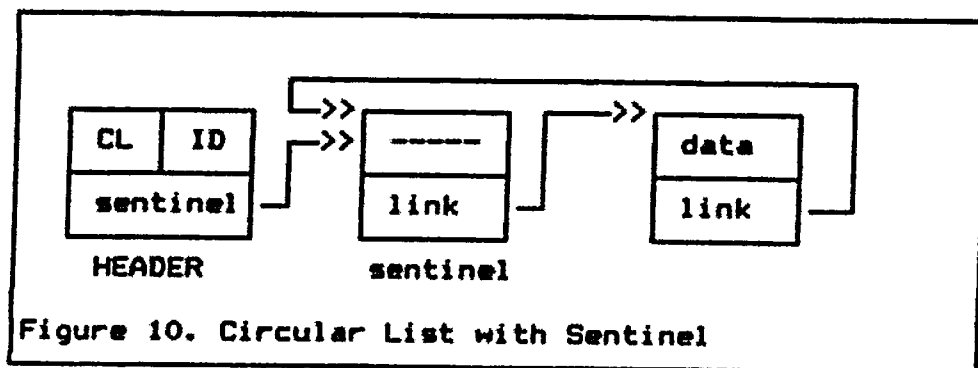 CL ID ----- data
sentinel link link
HEADER sentinel
Figure 10. Circular List with Sentinel